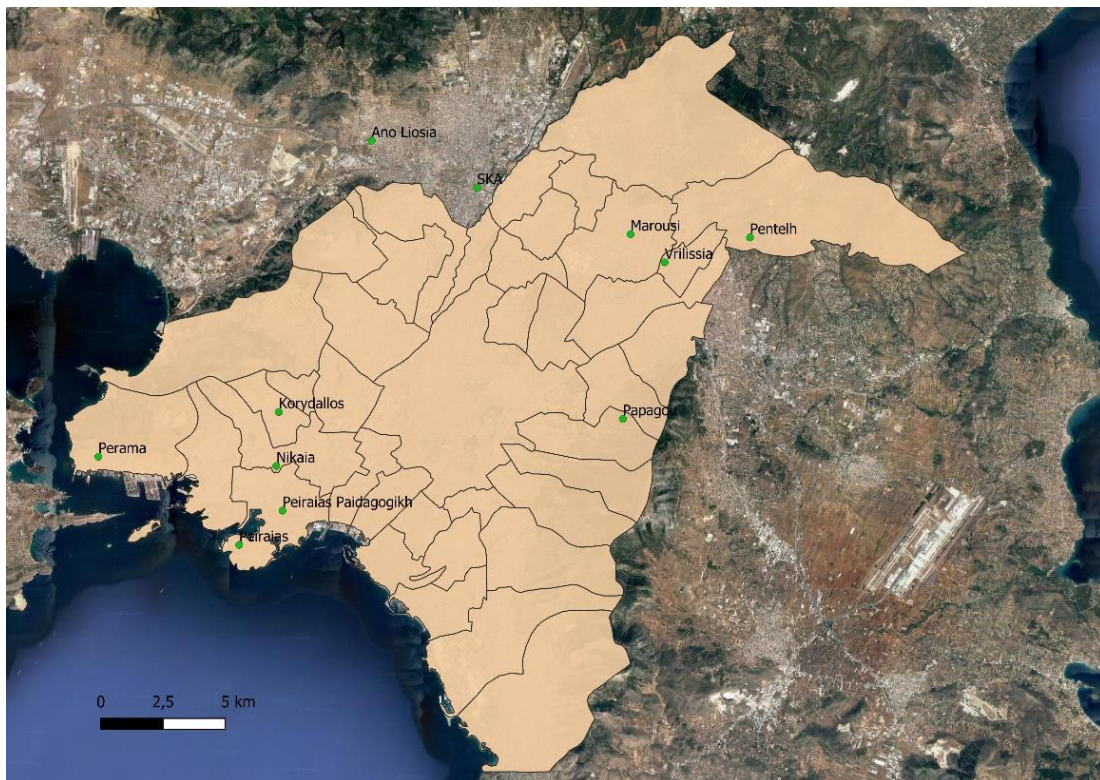 Ano Liosia
SKA
Marousi
Pentelh
Vrilissia
Korydallos
Papagou
Perama
Nikaia
Peiraias Paidagogikh
Peiraias
0 2,5 5 km